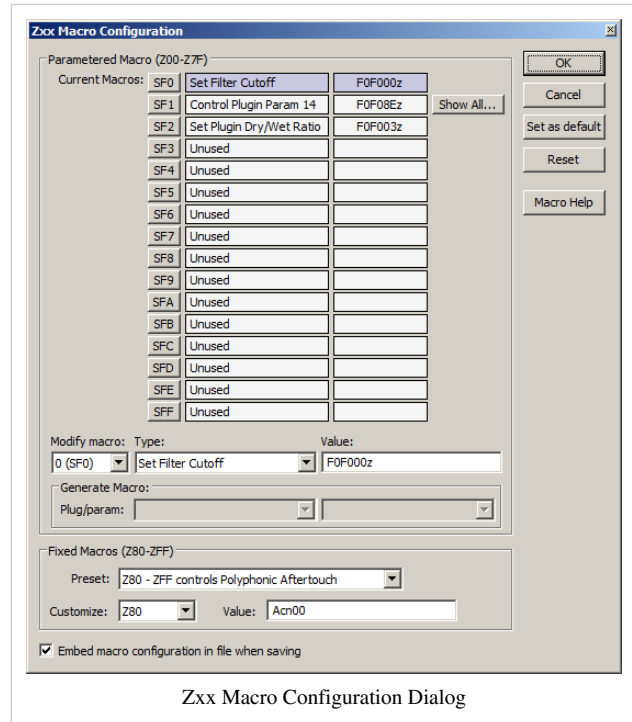 Zxx Macro Configuration
Parametered Macro (Z00-Z7F)
Current Macros: SF0 Set Filter Cutoff F0F000z
SF1 Control Plugin Param 14 F0F08Ez Show All...
SF2 Set Plugin Dry/Wet Ratio F0F003z
SF3 Unused
SF4 Unused
SF5 Unused
SF6 Unused
SF7 Unused
SF8 Unused
SF9 Unused
SFA Unused
SFB Unused
SFC Unused
SFD Unused
SFE Unused
SFF Unused
Modify macro: Type: Value:
0 (SF0) Set Filter Cutoff F0F000z
Generate Macro:
Plug/param:
Fixed Macros (Z80-ZFF)
Preset: Z80 - ZFF controls Polyphonic Aftertouch
Customize: Z80 Value: Acn00
Embed macro configuration in file when saving
OK
Cancel
Set as default
Reset
Macro Help
Zxx Macro Configuration Dialog